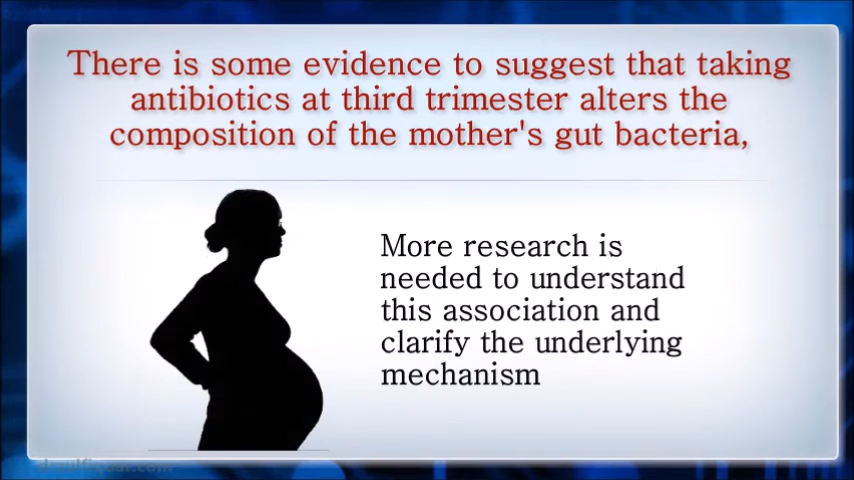 There is some evidence to suggest that taking
antibiotics at third trimester alters the
composition of the mother's gut bacteria,
More research is
needed to understand
this association and
clarify the underlying
mechanism